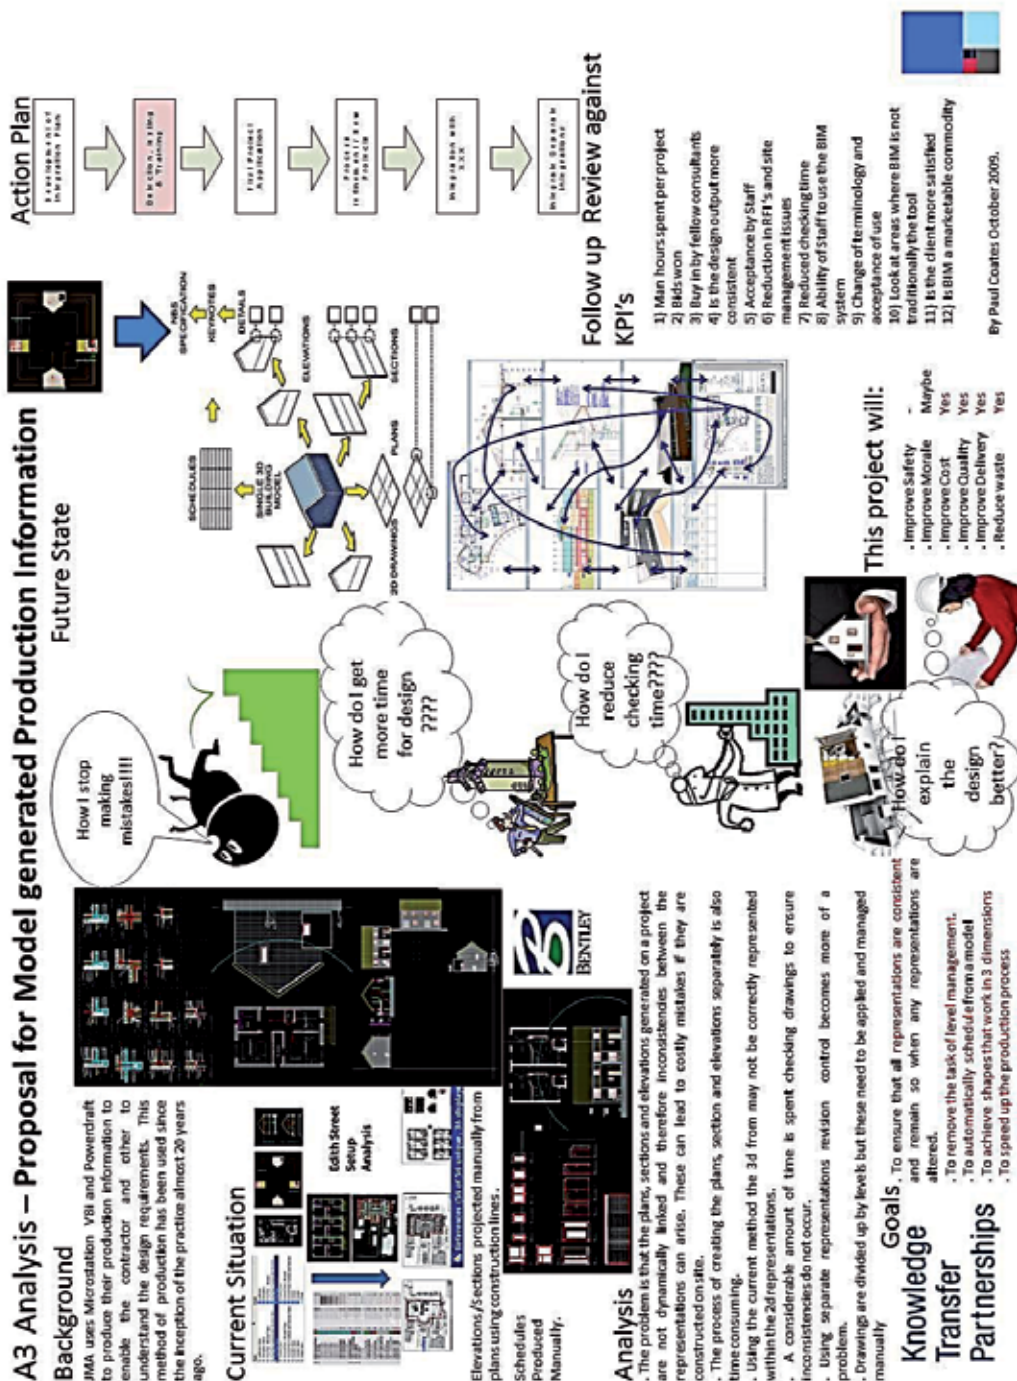 A3 Analysis – Proposal for Model generated Production Information
Background
JMA uses Microstation V8i and Powerdraft
to produce their production information to
enable the contractor and other to
understand the design requirements. This
method of production has been used since
the inception of the practice almost 20 years
ago.
Current Situation
Edith Street
Setup
Analysis
Elevations/Sections projected manually from
plans using construction lines.
Schedules
Produced
Manually.
BENTLEY
Analysis
. The problem is that the plans, sections and elevations generated on a project
are not dynamically linked and therefore inconsistencies between the
representations can arise. These can lead to costly mistakes if they are
constructed on site.
. The process of creating the plans, section and elevations separately is also
time consuming.
. Using the current method the 3d from may not be correctly represented
within the 2d representations.
. A considerable amount of time is spent checking drawings to ensure
inconsistencies do not occur.
. Using separate representations revision control becomes more of a
problem.
. Drawings are divided up by levels but these need to be applied and managed
manually
Goals
. To ensure that all representations are consistent
and remain so when any representations are
altered.
. To remove the task of level management.
. To automatically schedule from a model
. To achieve shapes that work in 3 dimensions
. To speed up the production process
Knowledge
Transfer
Partnerships
How I stop
making
mistakes!!!!
How do I get
more time
for design
????
How do I
reduce
checking
time????
How do I
explain
the
design
better?
Future State
SCHEDULES
SINGLE 3D
BUILDING
MODEL
2D DRAWINGS
PLANS
ELEVATIONS
SECTIONS
DETAILS
KEYNOTES
NBS
SPECIFICATION
This project will:
. Improve Safety -
. Improve Morale Maybe
. Improve Cost Yes
. Improve Quality Yes
. Improve Delivery Yes
. Reduce waste Yes
Action Plan
Development of
Integration Plan
& Training
Pilot Project
Application
Integration with
XXX
Follow up Review against
KPI's
1) Man hours spent per project
2) Bids won
3) Buy in by fellow consultants
4) Is the design output more
consistent
5) Acceptance by Staff
6) Reduction in RFI's and site
management issues
7) Reduced checking time
8) Ability of Staff to use the BIM
system
9) Change of terminology and
acceptance of use
10) Look at areas where BIM is not
traditionally the tool
11) Is the client more satisfied
12) Is BIM a marketable commodity
By Paul Coates October 2009.